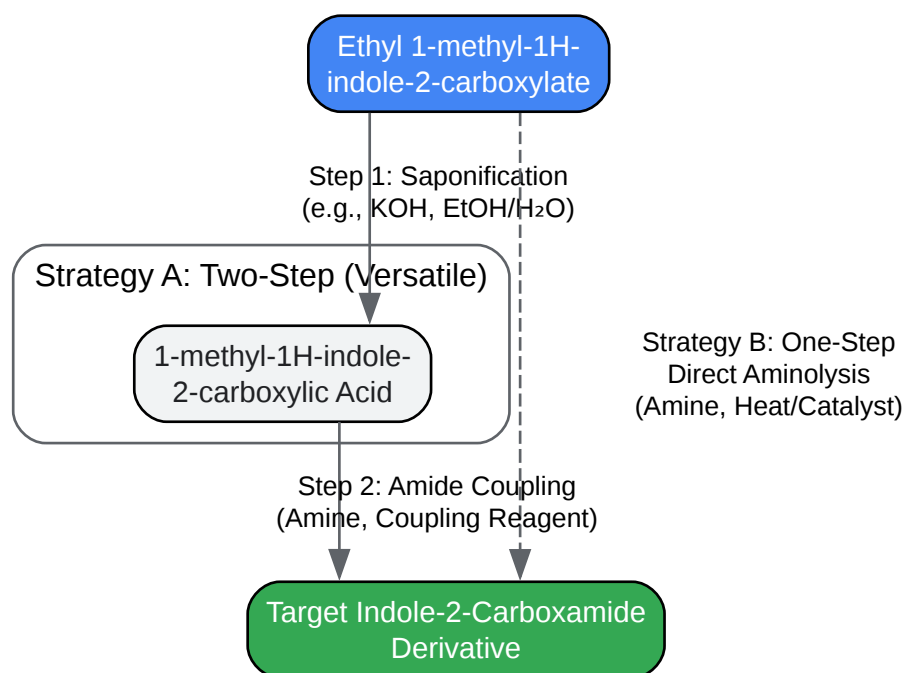 Ethyl 1-methyl-1H-
indole-2-carboxylate
Step 1: Saponification
(e.g., KOH, EtOH/H₂O)
Strategy A: Two-Step (Versatile)
1-methyl-1H-indole-
2-carboxylic Acid
Strategy B: One-Step
Direct Aminolysis
(Amine, Heat/Catalyst)
Step 2: Amide Coupling
(Amine, Coupling Reagent)
Target Indole-2-Carboxamide
Derivative